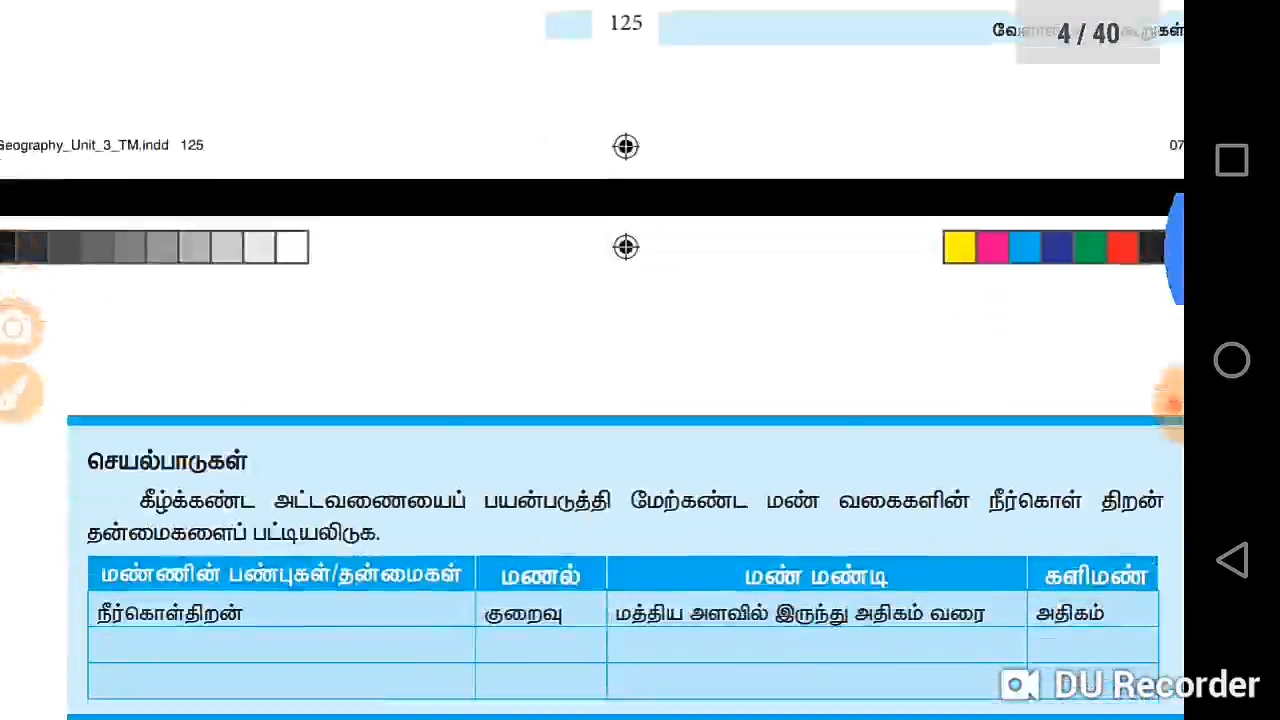 125
4 / 40
Geography_Unit_3_TM.indd 125
07
செயல்பாடுகள்
கீழ்க்கண்ட அட்டவணையைப் பயன்படுத்தி மேற்கண்ட மண் வகைகளின் நீர்கொள் திறன்
தன்மைகளைப் பட்டியலிடுக.
மண்ணின் பண்புகள்/தன்மைகள் மணல் மண் மண்டி களிமண்
நீர்கொள்திறன் குறைவு மத்திய அளவில் இருந்து அதிகம் வரை அதிகம்
DU Recorder